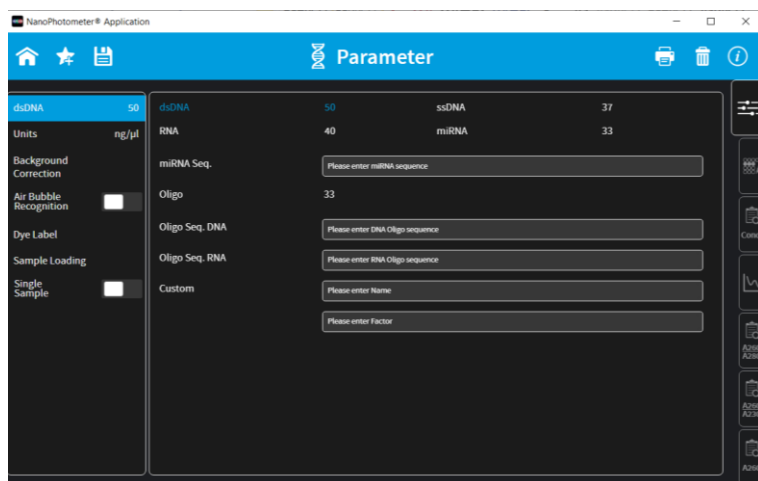 NanoPhotometer® Application
Parameter
dsDNA 50
Units ng/µl
Background
Correction
Air Bubble
Recognition
Dye Label
Sample Loading
Single
Sample
dsDNA 50 ssDNA 37
RNA 40 miRNA 33
miRNA Seq. Please enter miRNA sequence
Oligo 33
Oligo Seq. DNA Please enter DNA Oligo sequence
Oligo Seq. RNA Please enter RNA Oligo sequence
Custom Please enter Name
Please enter Factor